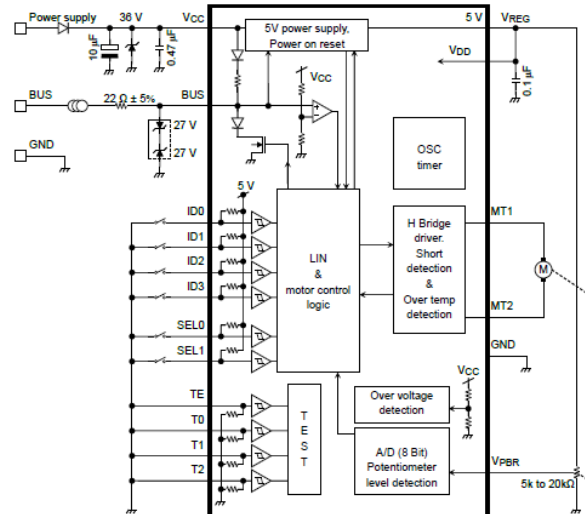 Power supply
36 V
VCC
10 µF
0.47 µF
5V power supply,
Power on reset
5 V
VREG
VDD
0.1 µF
BUS
22 Ω ± 5%
BUS
VCC
27 V
27 V
GND
OSC
timer
5 V
ID0
ID1
ID2
ID3
SEL0
SEL1
LIN
&
motor control
logic
H Bridge
driver.
Short
detection
&
Over temp
detection
MT1
M
MT2
GND
TE
T0
T1
T2
T
E
S
T
VCC
Over voltage
detection
A/D (8 Bit)
Potentiometer
level detection
VPBR
5k to 20kΩ